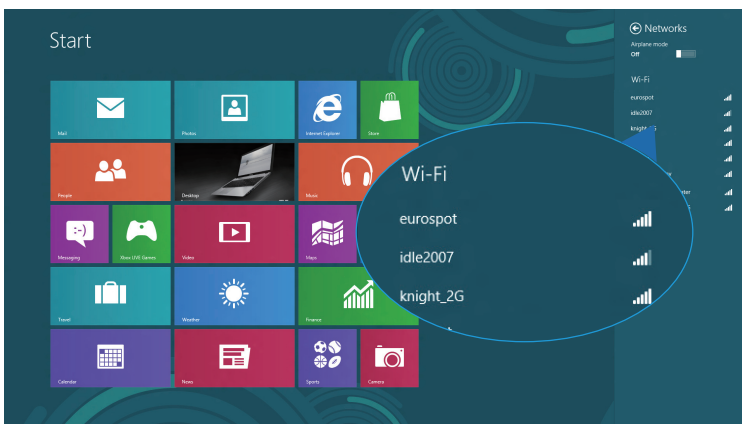 Start
Mail
Photos
Internet Explorer
Store
People
Desktop
Music
Messaging
Xbox LIVE Games
Video
Maps
Travel
Weather
Finance
Calendar
News
Sports
Camera
Networks
Airplane mode
Off
Wi-Fi
eurospot
idle2007
knight_2G
Wi-Fi
eurospot
idle2007
knight_2G